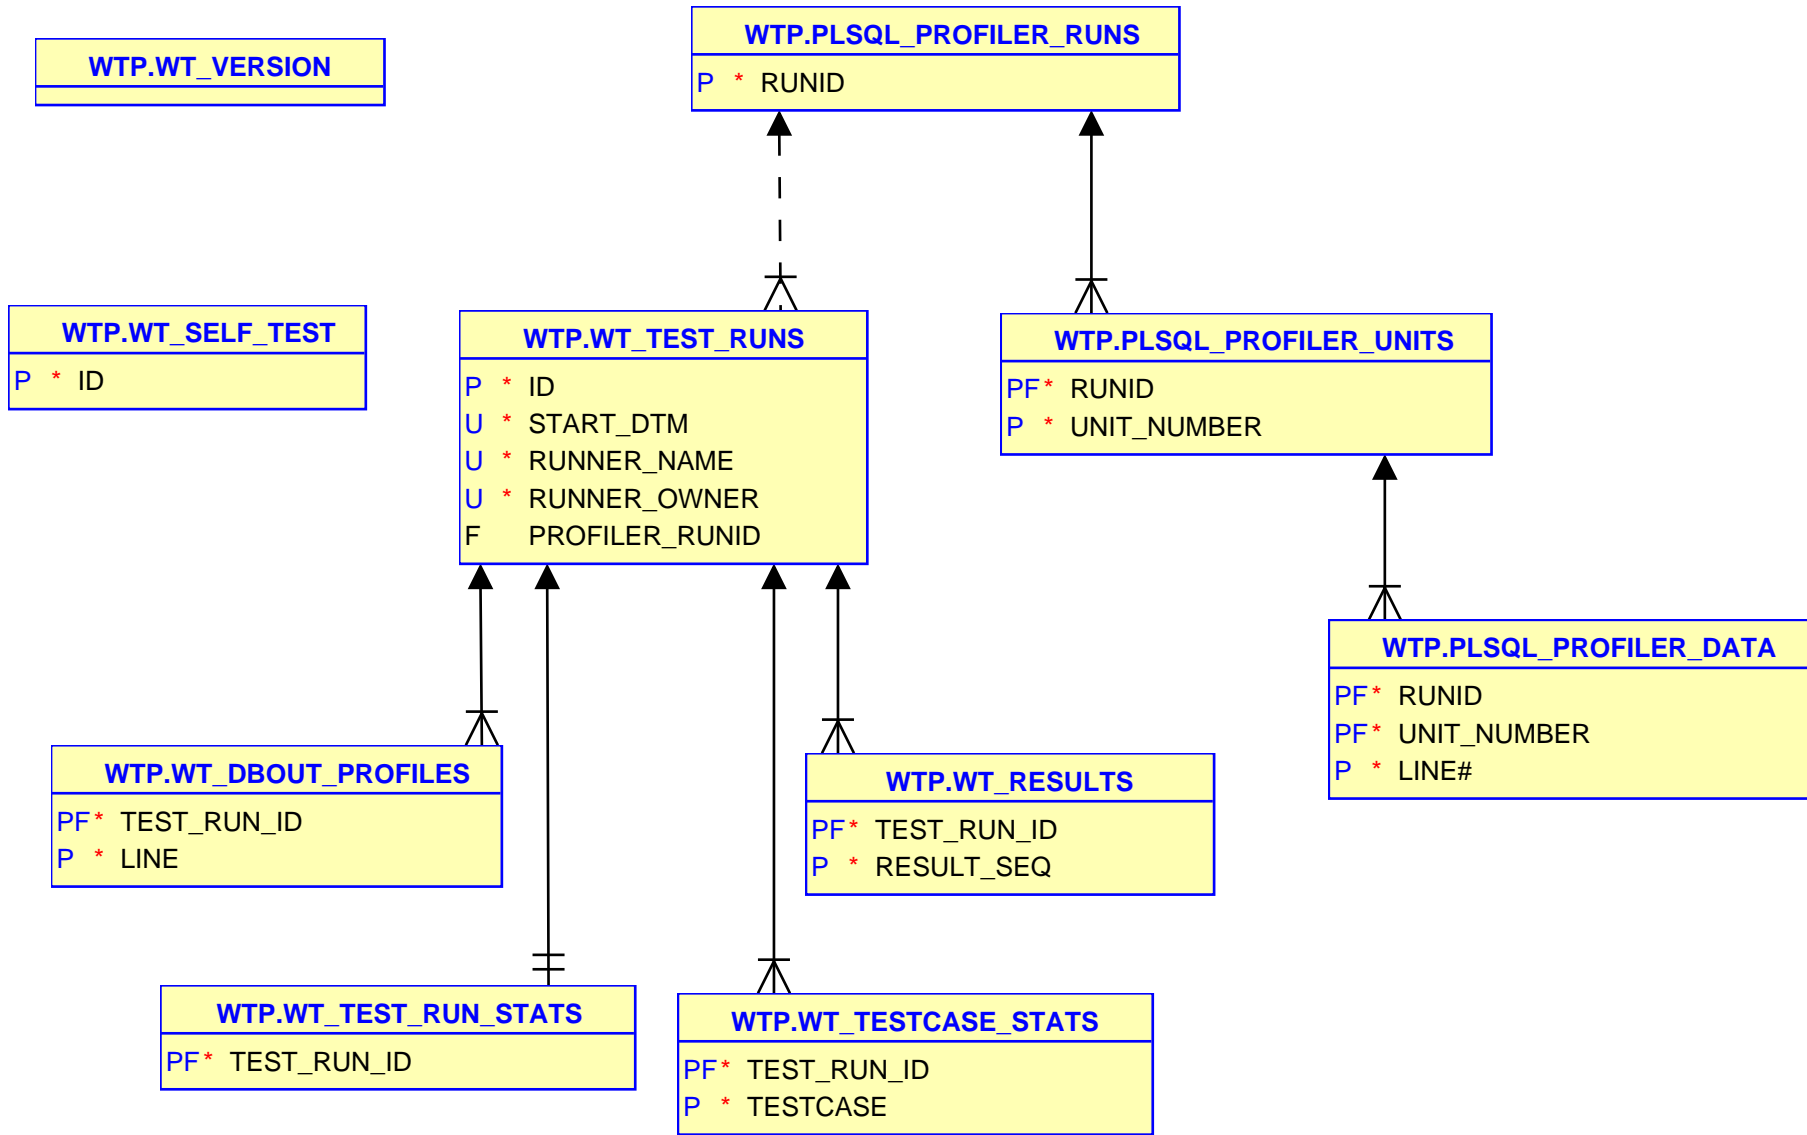 WTP.PLSQL_PROFILER_RUNS
P * RUNID
WTP.WT_VERSION
WTP.WT_SELF_TEST
P * ID
WTP.WT_TEST_RUNS
P * ID
U * START_DTM
U * RUNNER_NAME
U * RUNNER_OWNER
F PROFILER_RUNID
WTP.PLSQL_PROFILER_UNITS
PF* RUNID
P * UNIT_NUMBER
WTP.PLSQL_PROFILER_DATA
PF* RUNID
PF* UNIT_NUMBER
P * LINE#
WTP.WT_DBOUT_PROFILES
PF* TEST_RUN_ID
P * LINE
WTP.WT_RESULTS
PF* TEST_RUN_ID
P * RESULT_SEQ
WTP.WT_TEST_RUN_STATS
PF* TEST_RUN_ID
WTP.WT_TESTCASE_STATS
PF* TEST_RUN_ID
P * TESTCASE